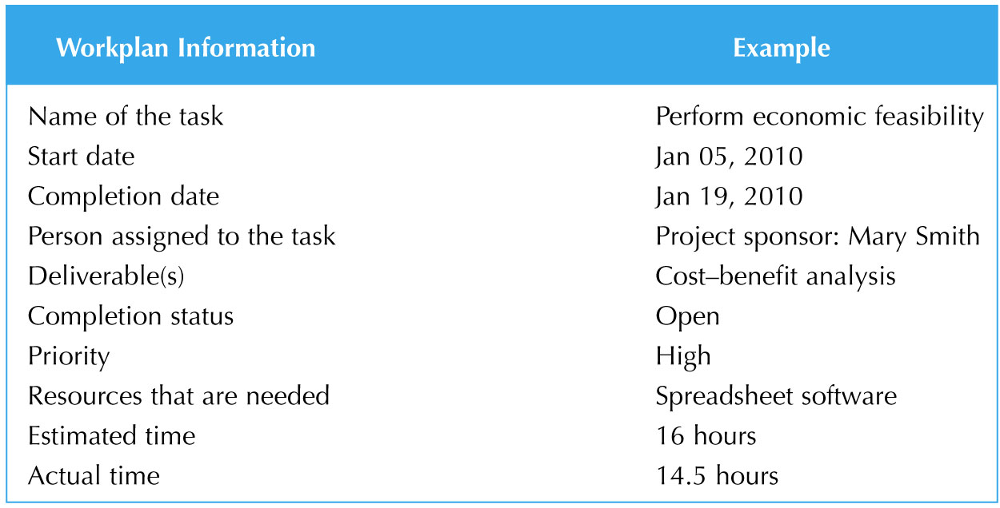 Workplan Information Example
Name of the task Perform economic feasibility
Start date Jan 05, 2010
Completion date Jan 19, 2010
Person assigned to the task Project sponsor: Mary Smith
Deliverable(s) Cost–benefit analysis
Completion status Open
Priority High
Resources that are needed Spreadsheet software
Estimated time 16 hours
Actual time 14.5 hours